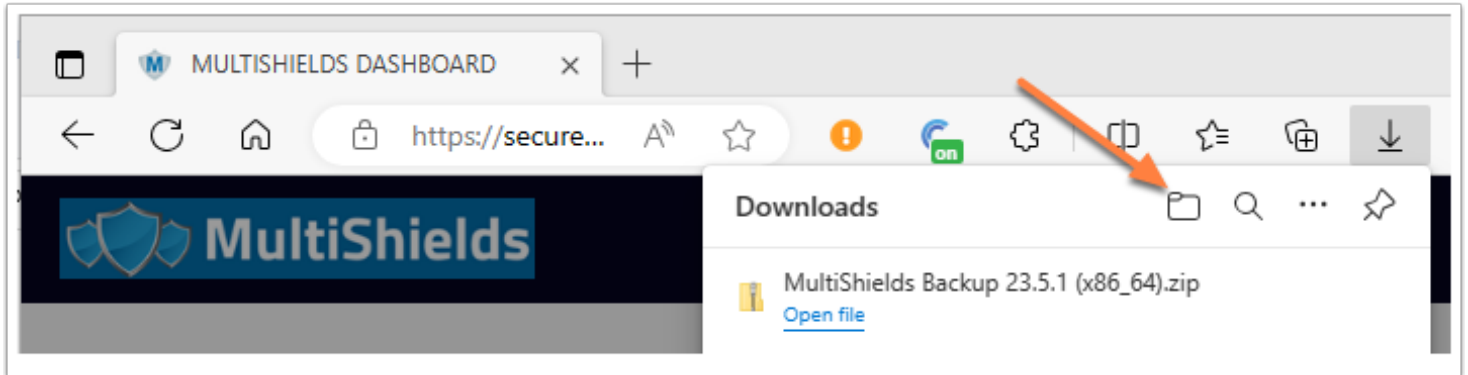 M MULTISHIELDS DASHBOARD
https://secure... A
on
MultiShields
Downloads
MultiShields Backup 23.5.1 (x86_64).zip
Open file